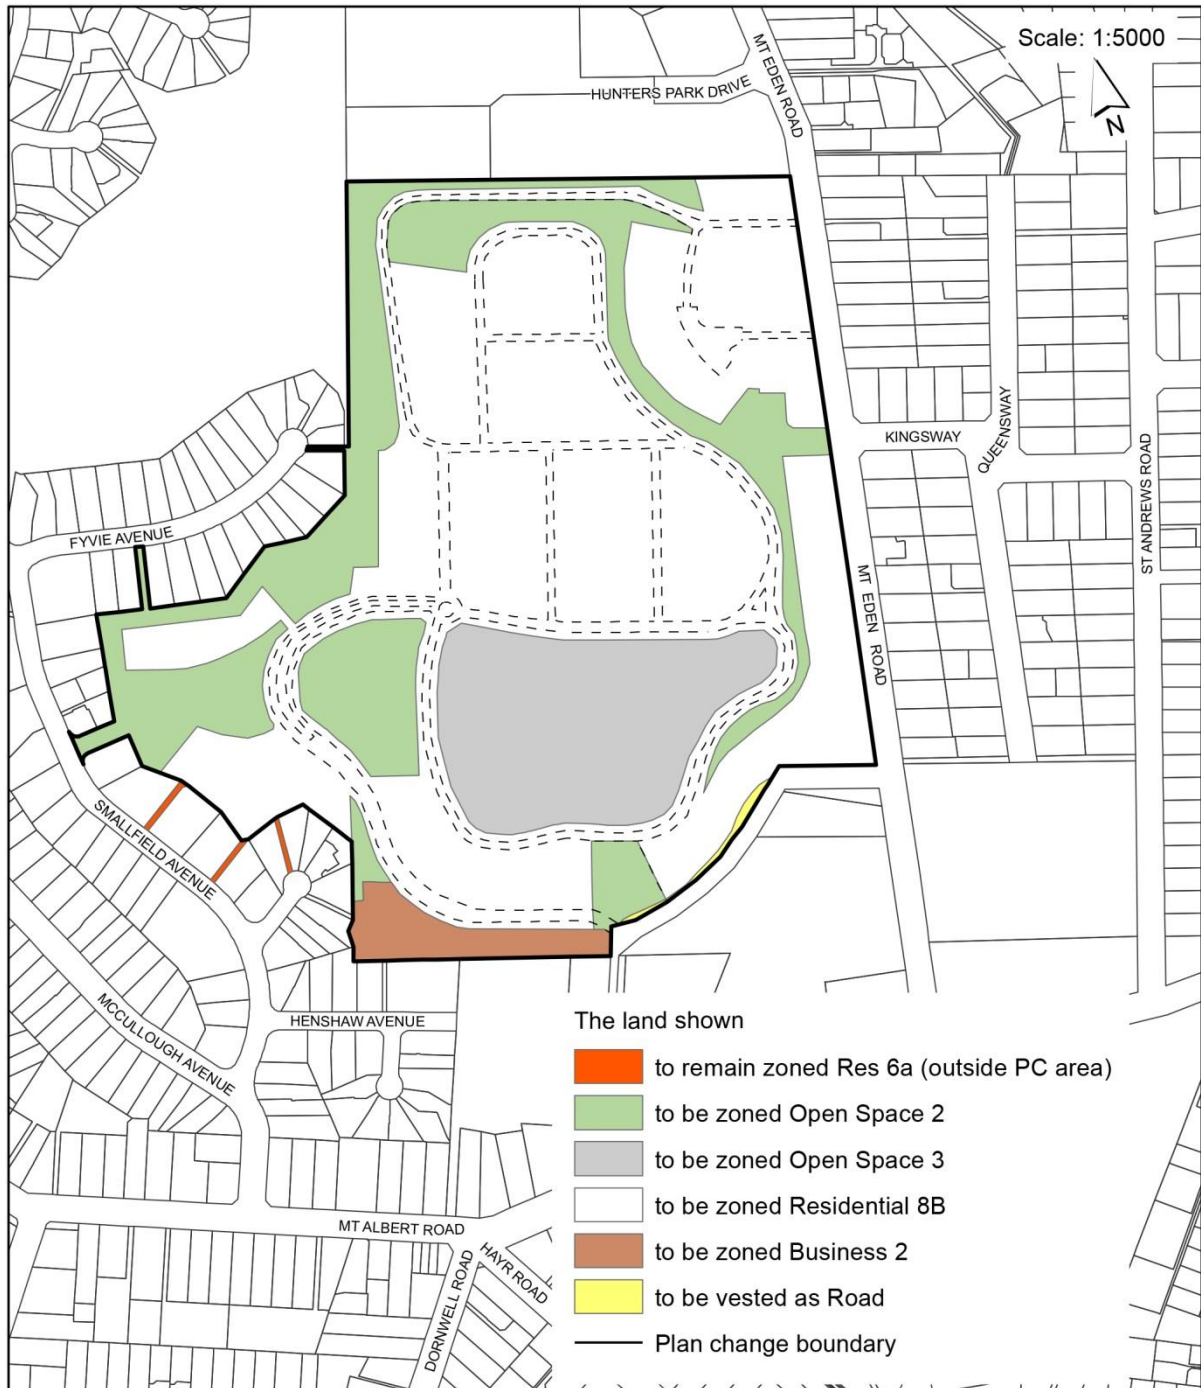 Scale: 1:5000
N
HUNTERS PARK DRIVE
MT EDEN ROAD
KINGSWAY
QUEENSWAY
ST ANDREWS ROAD
FYVIE AVENUE
MT EDEN ROAD
SMALLFIELD AVENUE
MCCULLOUGH AVENUE
HENSHAW AVENUE
MT ALBERT ROAD
HAYR ROAD
DORNWELL ROAD
The land shown
to remain zoned Res 6a (outside PC area)
to be zoned Open Space 2
to be zoned Open Space 3
to be zoned Residential 8B
to be zoned Business 2
to be vested as Road
Plan change boundary